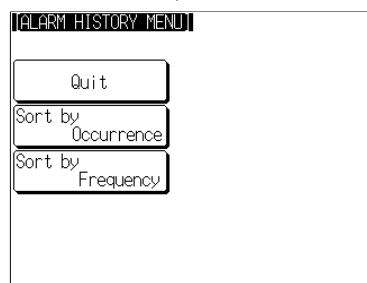 [ALARM HISTORY MENU]
Quit
Sort by
Occurrence
Sort by
Frequency